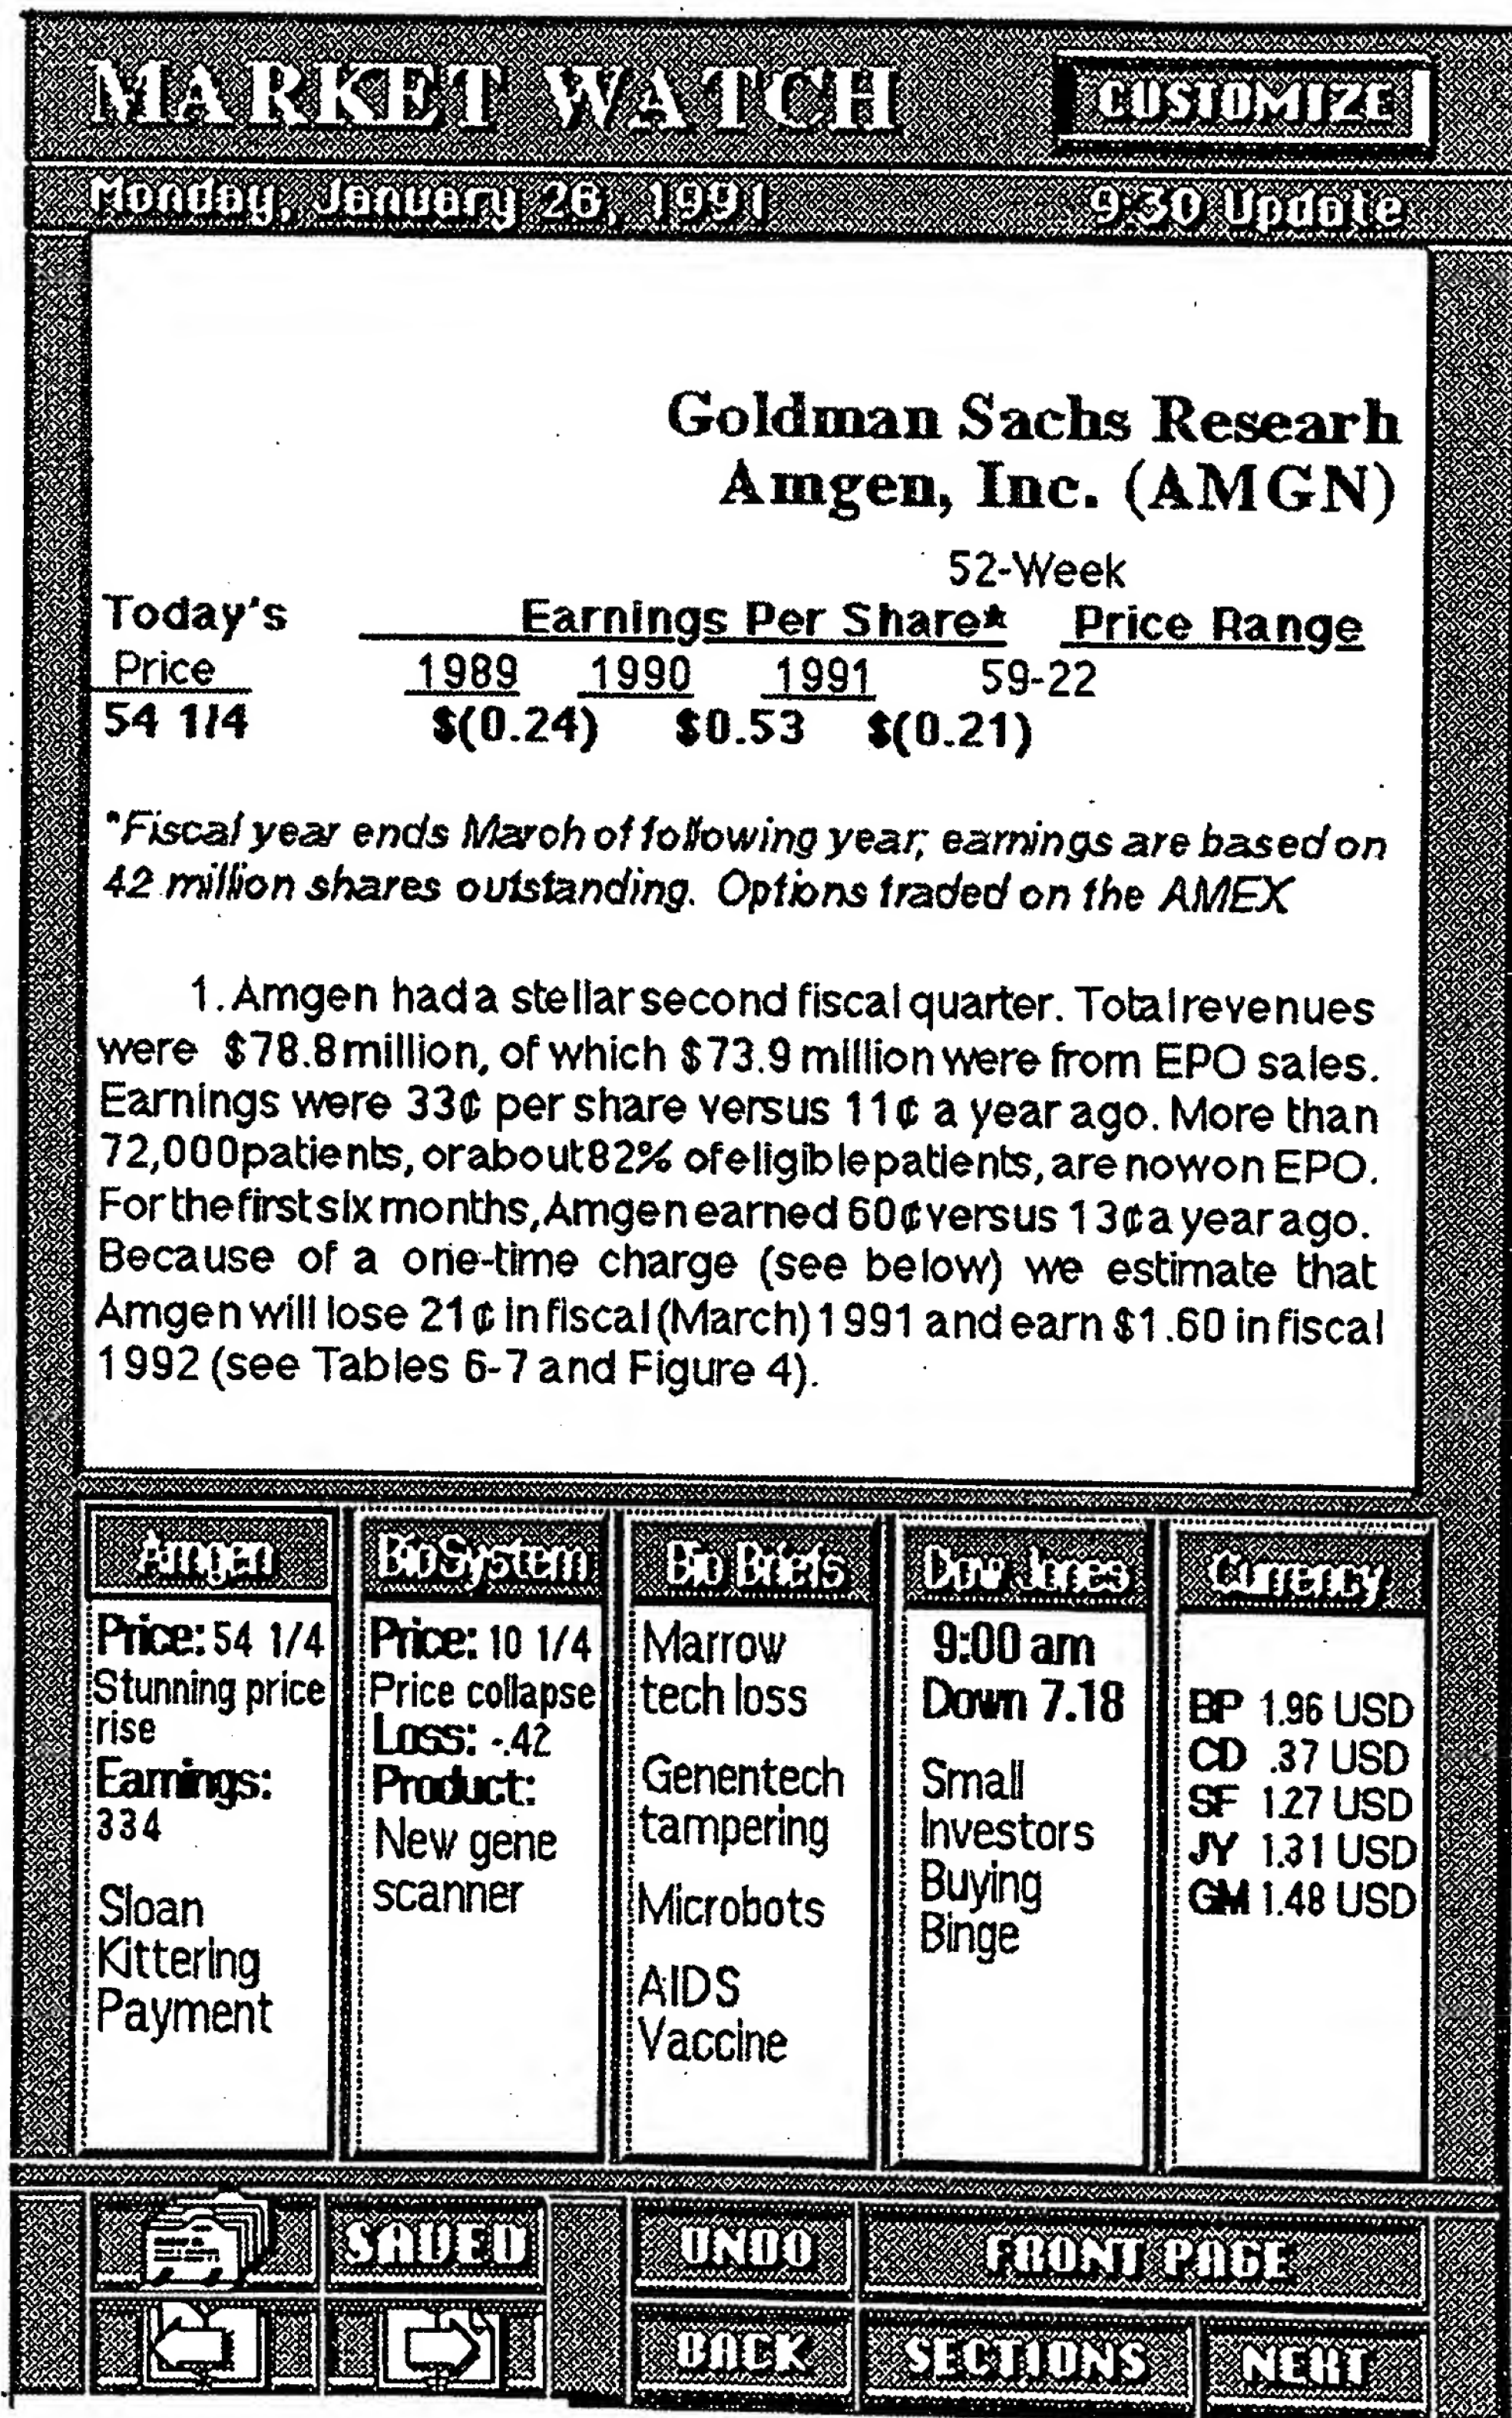 MARKET WATCH CUSTOMIZE
Monday, January 26, 1991 9:30 Update
Goldman Sachs Researh
Amgen, Inc. (AMGN)
52-Week
Today's Earnings Per Share* Price Range
Price 1989 1990 1991 59-22
54 1/4 $(0.24) $0.53 $(0.21)
*Fiscal year ends March of following year; earnings are based on
42 million shares outstanding. Options traded on the AMEX
1. Amgen had a stellar second fiscal quarter. Total revenues
were $78.8 million, of which $73.9 million were from EPO sales.
Earnings were 33¢ per share versus 11¢ a year ago. More than
72,000 patients, or about 82% of eligible patients, are now on EPO.
For the first six months, Amgen earned 60¢ versus 13¢ a year ago.
Because of a one-time charge (see below) we estimate that
Amgen will lose 21¢ in fiscal (March) 1991 and earn $1.60 in fiscal
1992 (see Tables 6-7 and Figure 4).
Amgen
Price: 54 1/4
Stunning price
rise
Earnings:
334
Sloan
Kittering
Payment
BioSystem
Price: 10 1/4
Price collapse
Loss: -.42
Product:
New gene
scanner
Bio Briefs
Marrow
tech loss
Genentech
tampering
Microbots
AIDS
Vaccine
Dow Jones
9:00 am
Down 7.18
Small
Investors
Buying
Binge
Currency
BP 1.96 USD
CD .37 USD
SF 1.27 USD
JY 1.31 USD
GM 1.48 USD
SAVED UNDO FRONT PAGE
BACK SECTIONS NEXT